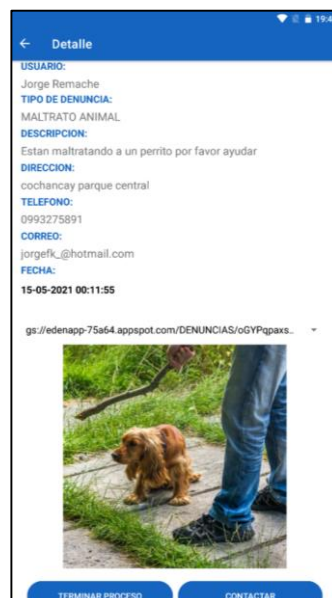 19:4
Detalle
USUARIO:
Jorge Remache
TIPO DE DENUNCIA:
MALTRATO ANIMAL
DESCRIPCION:
Estan maltratando a un perrito por favor ayudar
DIRECCION:
cochancay parque central
TELEFONO:
0993275891
CORREO:
jorgefk_@hotmail.com
FECHA:
15-05-2021 00:11:55
gs://edenapp-75a64.appspot.com/DENUNCIAS/oGYPqpaxs..
TERMINAR PROCESO
CONTACTAR